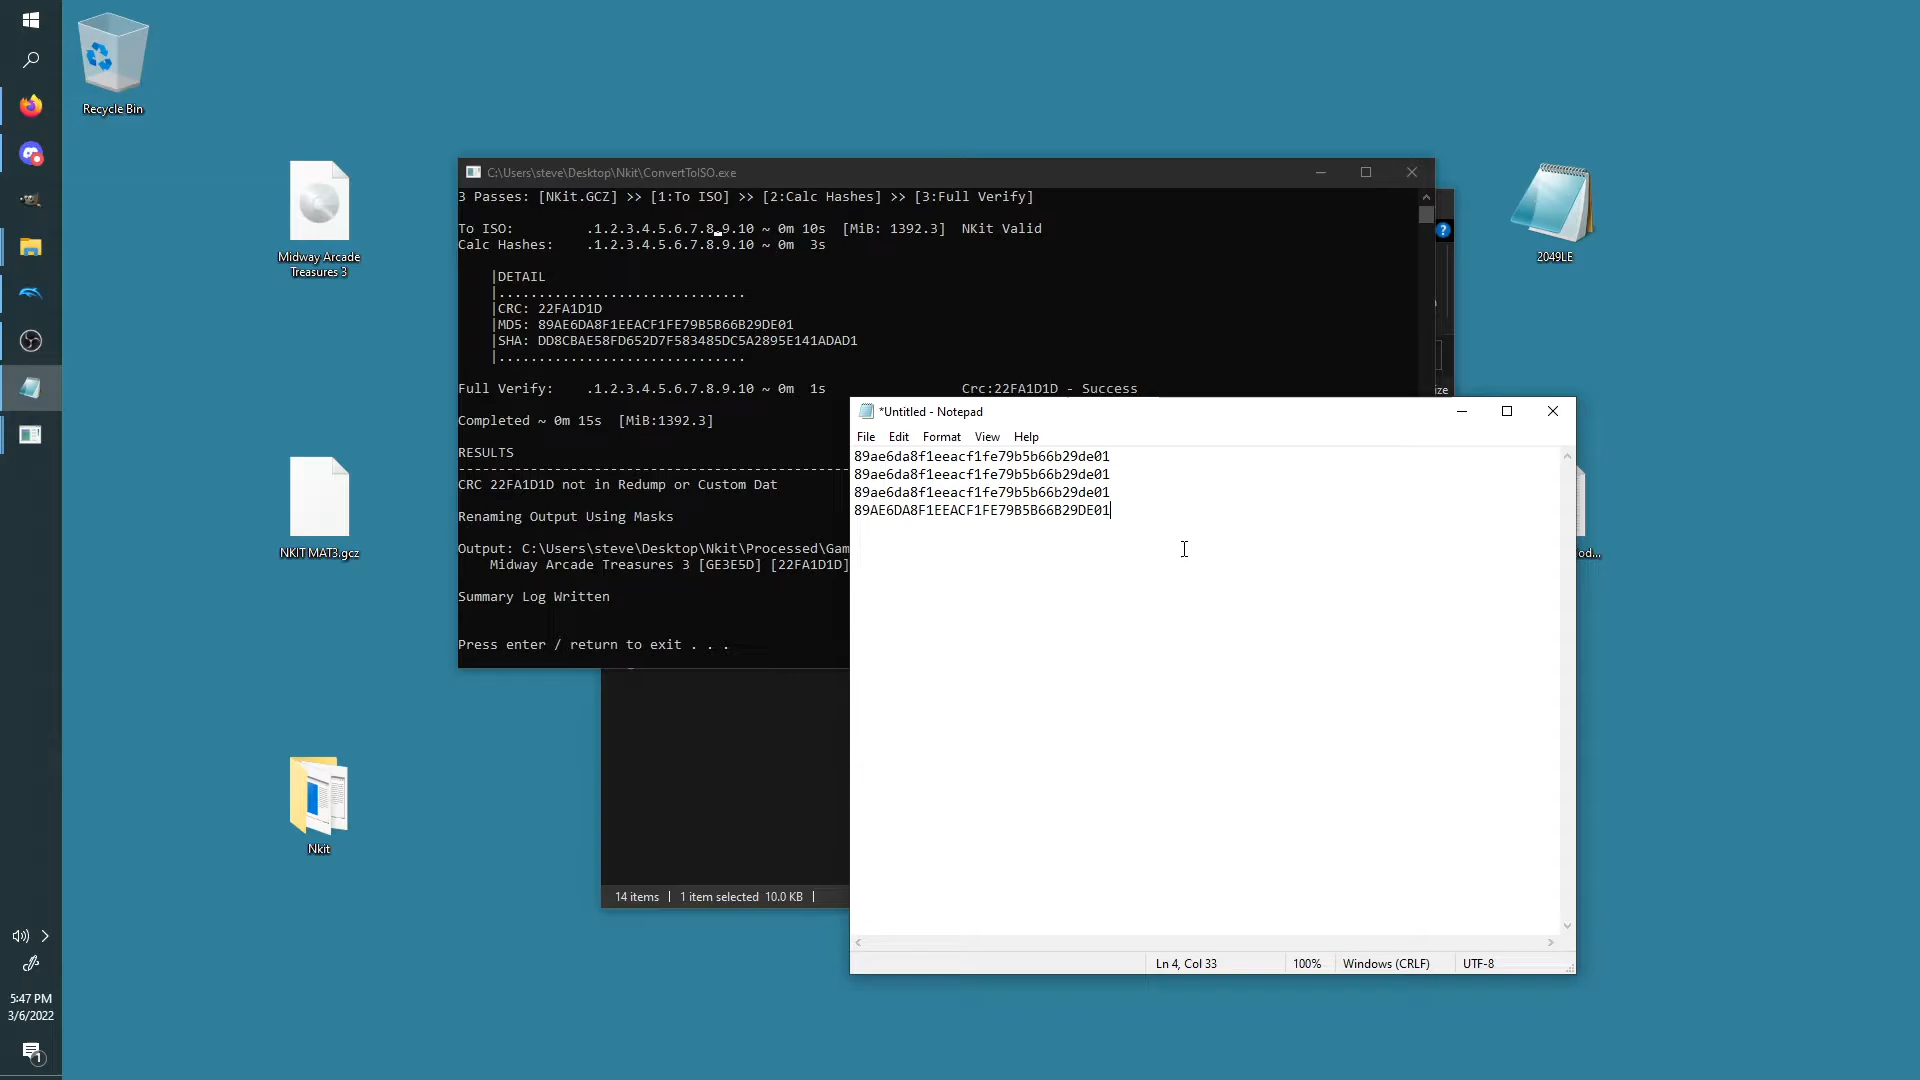 Recycle Bin
Midway Arcade
Treasures 3
NKIT MAT3.gcz
Nkit
2049LE
od...
C:\Users\steve\Desktop\Nkit\ConvertToISO.exe
3 Passes: [NKit.GCZ] >> [1:To ISO] >> [2:Calc Hashes] >> [3:Full Verify]
To ISO: .1.2.3.4.5.6.7.8.9.10 ~ 0m 10s [MiB: 1392.3] NKit Valid
Calc Hashes: .1.2.3.4.5.6.7.8.9.10 ~ 0m 3s
|DETAIL
|...............................
|CRC: 22FA1D1D
|MD5: 89AE6DA8F1EEACF1FE79B5B66B29DE01
|SHA: DD8CBAE58FD652D7F583485DC5A2895E141ADAD1
|...............................
Full Verify: .1.2.3.4.5.6.7.8.9.10 ~ 0m 1s Crc:22FA1D1D - Success
Completed ~ 0m 15s [MiB:1392.3]
RESULTS
-------------------------------------------------
CRC 22FA1D1D not in Redump or Custom Dat
Renaming Output Using Masks
Output: C:\Users\steve\Desktop\Nkit\Processed\Gam
Midway Arcade Treasures 3 [GE3E5D] [22FA1D1D]
Summary Log Written
Press enter / return to exit . . .
ize
14 items | 1 item selected 10.0 KB |
*Untitled - Notepad
File Edit Format View Help
89ae6da8f1eeacf1fe79b5b66b29de01
89ae6da8f1eeacf1fe79b5b66b29de01
89ae6da8f1eeacf1fe79b5b66b29de01
89AE6DA8F1EEACF1FE79B5B66B29DE01
Ln 4, Col 33 100% Windows (CRLF) UTF-8
5:47 PM
3/6/2022
1